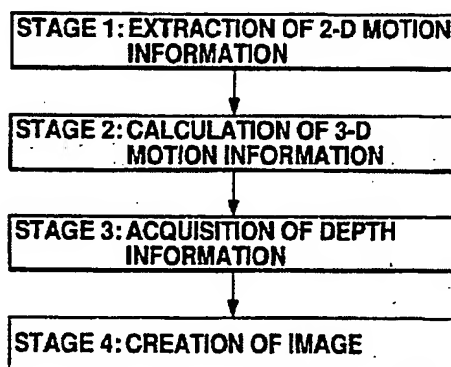 STAGE 1: EXTRACTION OF 2-D MOTION
INFORMATION
STAGE 2: CALCULATION OF 3-D
MOTION INFORMATION
STAGE 3: ACQUISITION OF DEPTH
INFORMATION
STAGE 4: CREATION OF IMAGE